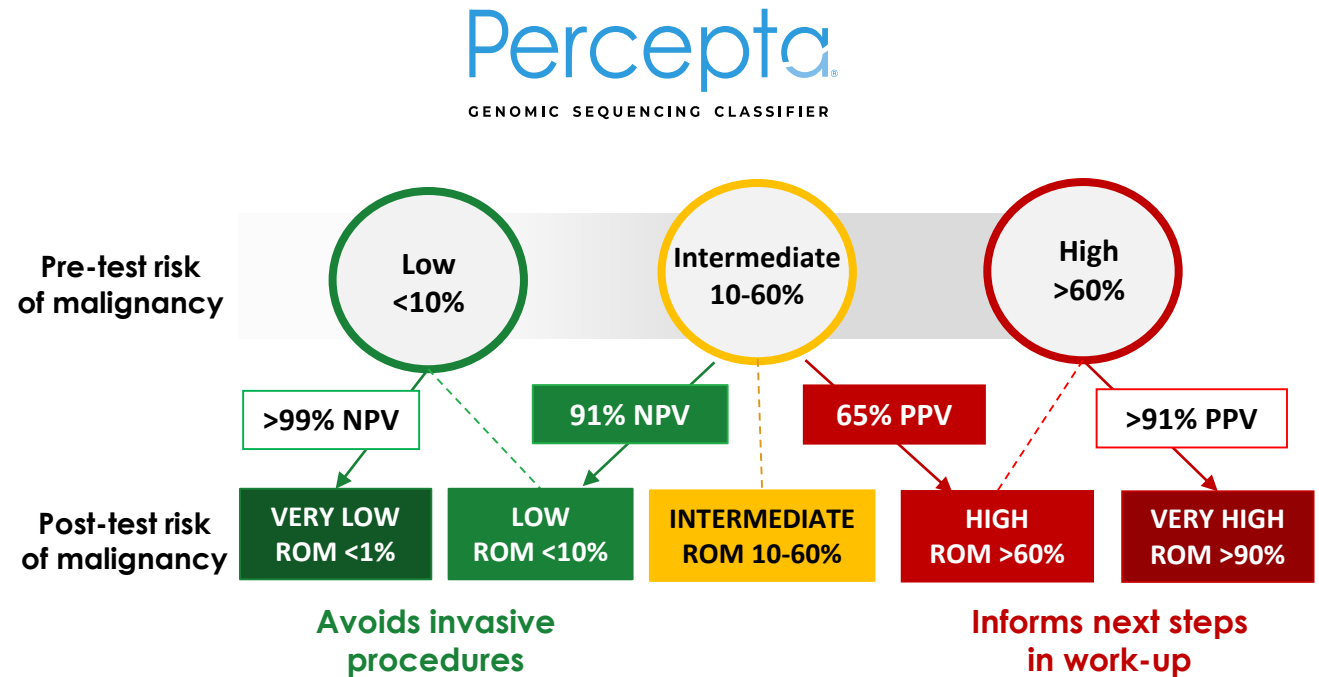 Percepta®
GENOMIC SEQUENCING CLASSIFIER
Pre-test risk
of malignancy
Low
<10%
Intermediate
10-60%
High
>60%
>99% NPV
91% NPV
65% PPV
>91% PPV
Post-test risk
of malignancy
VERY LOW
ROM <1%
LOW
ROM <10%
INTERMEDIATE
ROM 10-60%
HIGH
ROM >60%
VERY HIGH
ROM >90%
Avoids invasive
procedures
Informs next steps
in work-up